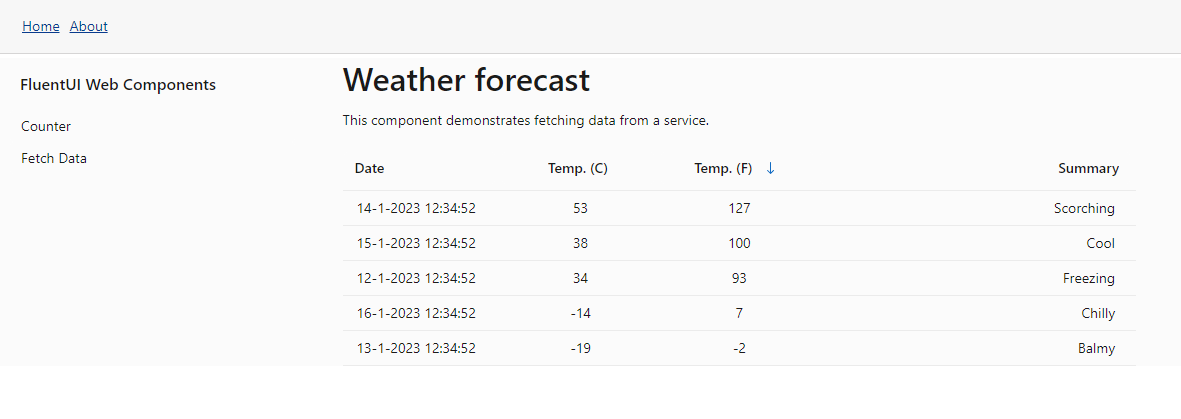 Home About
FluentUI Web Components
Counter
Fetch Data
Weather forecast
This component demonstrates fetching data from a service.
Date Temp. (C) Temp. (F) ↓ Summary
14-1-2023 12:34:52 53 127 Scorching
15-1-2023 12:34:52 38 100 Cool
12-1-2023 12:34:52 34 93 Freezing
16-1-2023 12:34:52 -14 7 Chilly
13-1-2023 12:34:52 -19 -2 Balmy